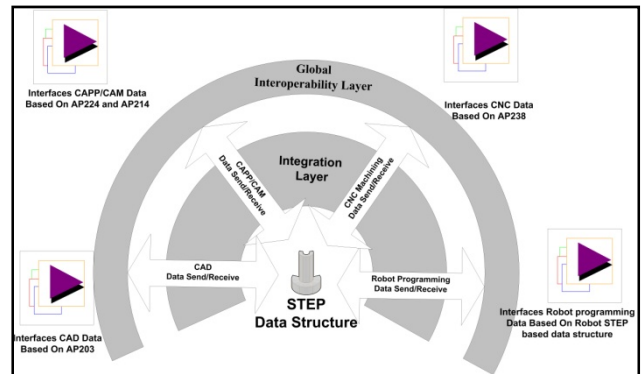 Interfaces CAPP/CAM Data
Based On AP224 and AP214
Global
Interoperability Layer
Interfaces CNC Data
Based On AP238
Integration
Layer
CAPP/CAM
Data Send/Receive
CNC Machining
Data Send/Receive
CAD
Data Send/Receive
Robot Programming
Data Send/Receive
STEP
Data Structure
Interfaces CAD Data
Based On AP203
Interfaces Robot programming
Data Based On Robot STEP
based data structure